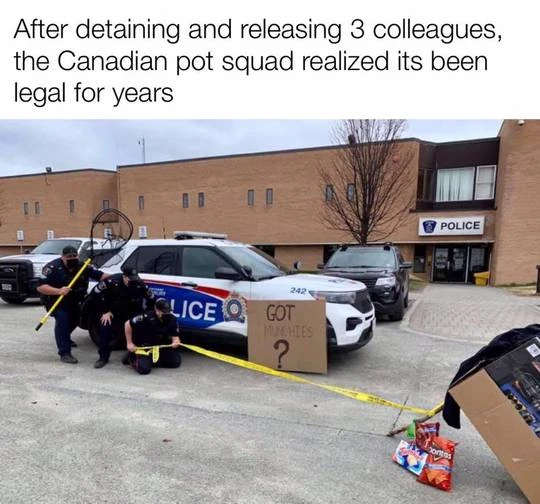 After detaining and releasing 3 colleagues,
the Canadian pot squad realized its been
legal for years
POLICE
242
LICE
GOT
MUNCHIES
?
Doritos